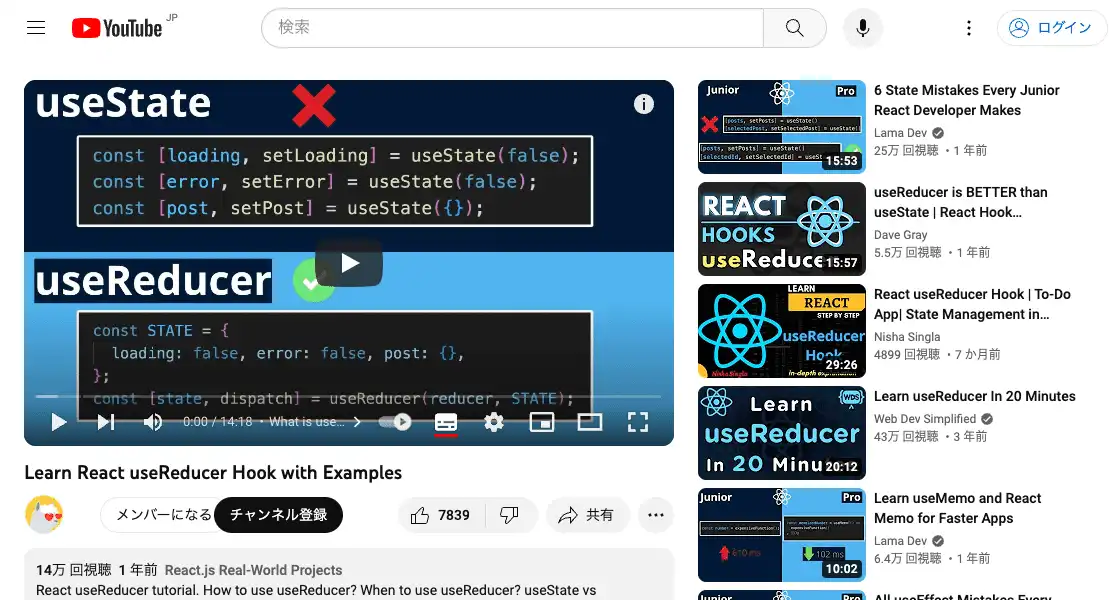 YouTube JP
検索
ログイン
useState
const [loading, setLoading] = useState(false);
const [error, setError] = useState(false);
const [post, setPost] = useState({});
useReducer
const STATE = {
loading: false, error: false, post: {},
};
const [state, dispatch] = useReducer(reducer, STATE);
0:00 / 14:18 ・What is use...
Learn React useReducer Hook with Examples
メンバーになる
チャンネル登録
7839
共有
14万 回視聴 1 年前 React.js Real-World Projects
React useReducer tutorial. How to use useReducer? When to use useReducer? useState vs
Junior
Pro
[posts, setPosts] = useState()
[selectedPost, setSelectedPost] = useState(
[posts, setPosts] = useState()
[selectedId, setSelectedId] = useSt
15:53
6 State Mistakes Every Junior
React Developer Makes
Lama Dev
25万 回視聴 ・1 年前
REACT
HOOKS
useReduce
15:57
useReducer is BETTER than
useState | React Hook…
Dave Gray
5.5万 回視聴 ・1 年前
LEARN
REACT
STEP BY STEP
useReducer
Hook
NishaSingla
in-depth explanation
29:26
React useReducer Hook | To-Do
App| State Management in…
Nisha Singla
4899 回視聴 ・7 か月前
WDS
Learn
useReducer
In 20 Minu
20:12
Learn useReducer In 20 Minutes
Web Dev Simplified
43万 回視聴 ・3 年前
Junior
Pro
610 ms
102 ms
10:02
Learn useMemo and React
Memo for Faster Apps
Lama Dev
6.4万 回視聴 ・1 年前
Junior
Pro
All useEffect Mistakes Every